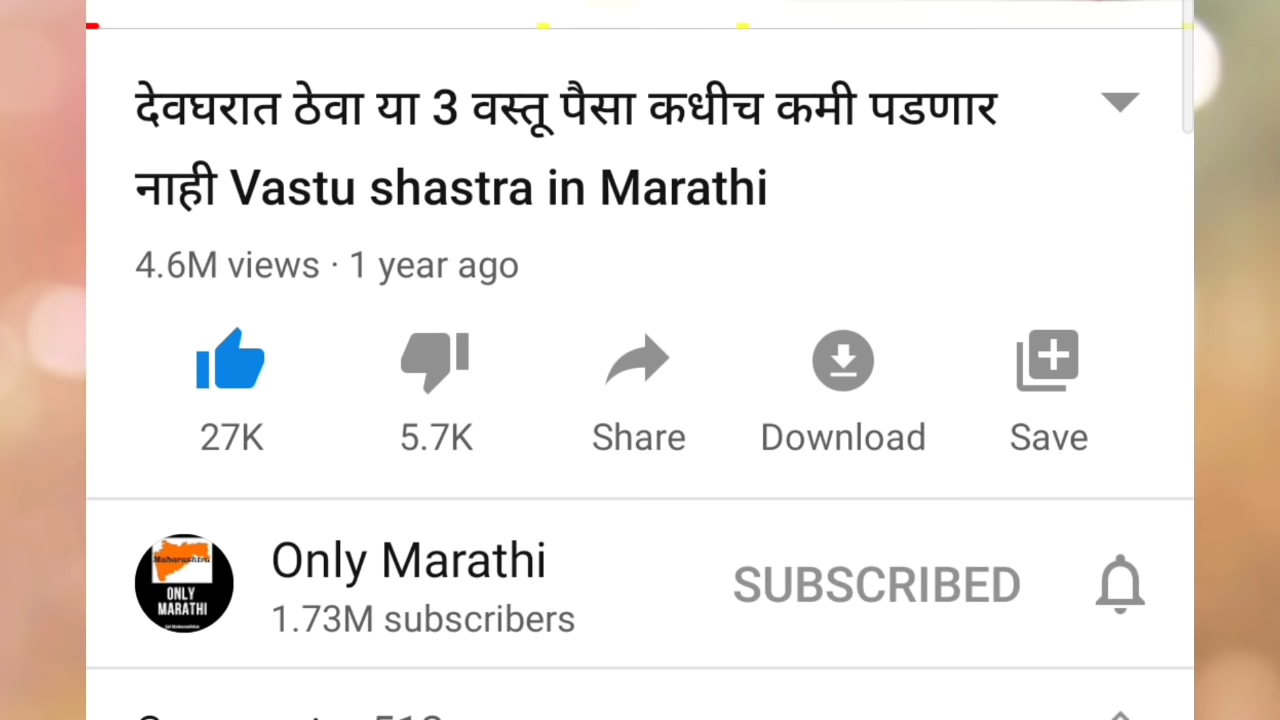 देवघरात ठेवा या 3 वस्तू पैसा कधीच कमी पडणार
नाही Vastu shastra in Marathi
4.6M views · 1 year ago
27K
5.7K
Share
Download
Save
Maharashtra
ONLY
MARATHI
Only Marathi
1.73M subscribers
SUBSCRIBED